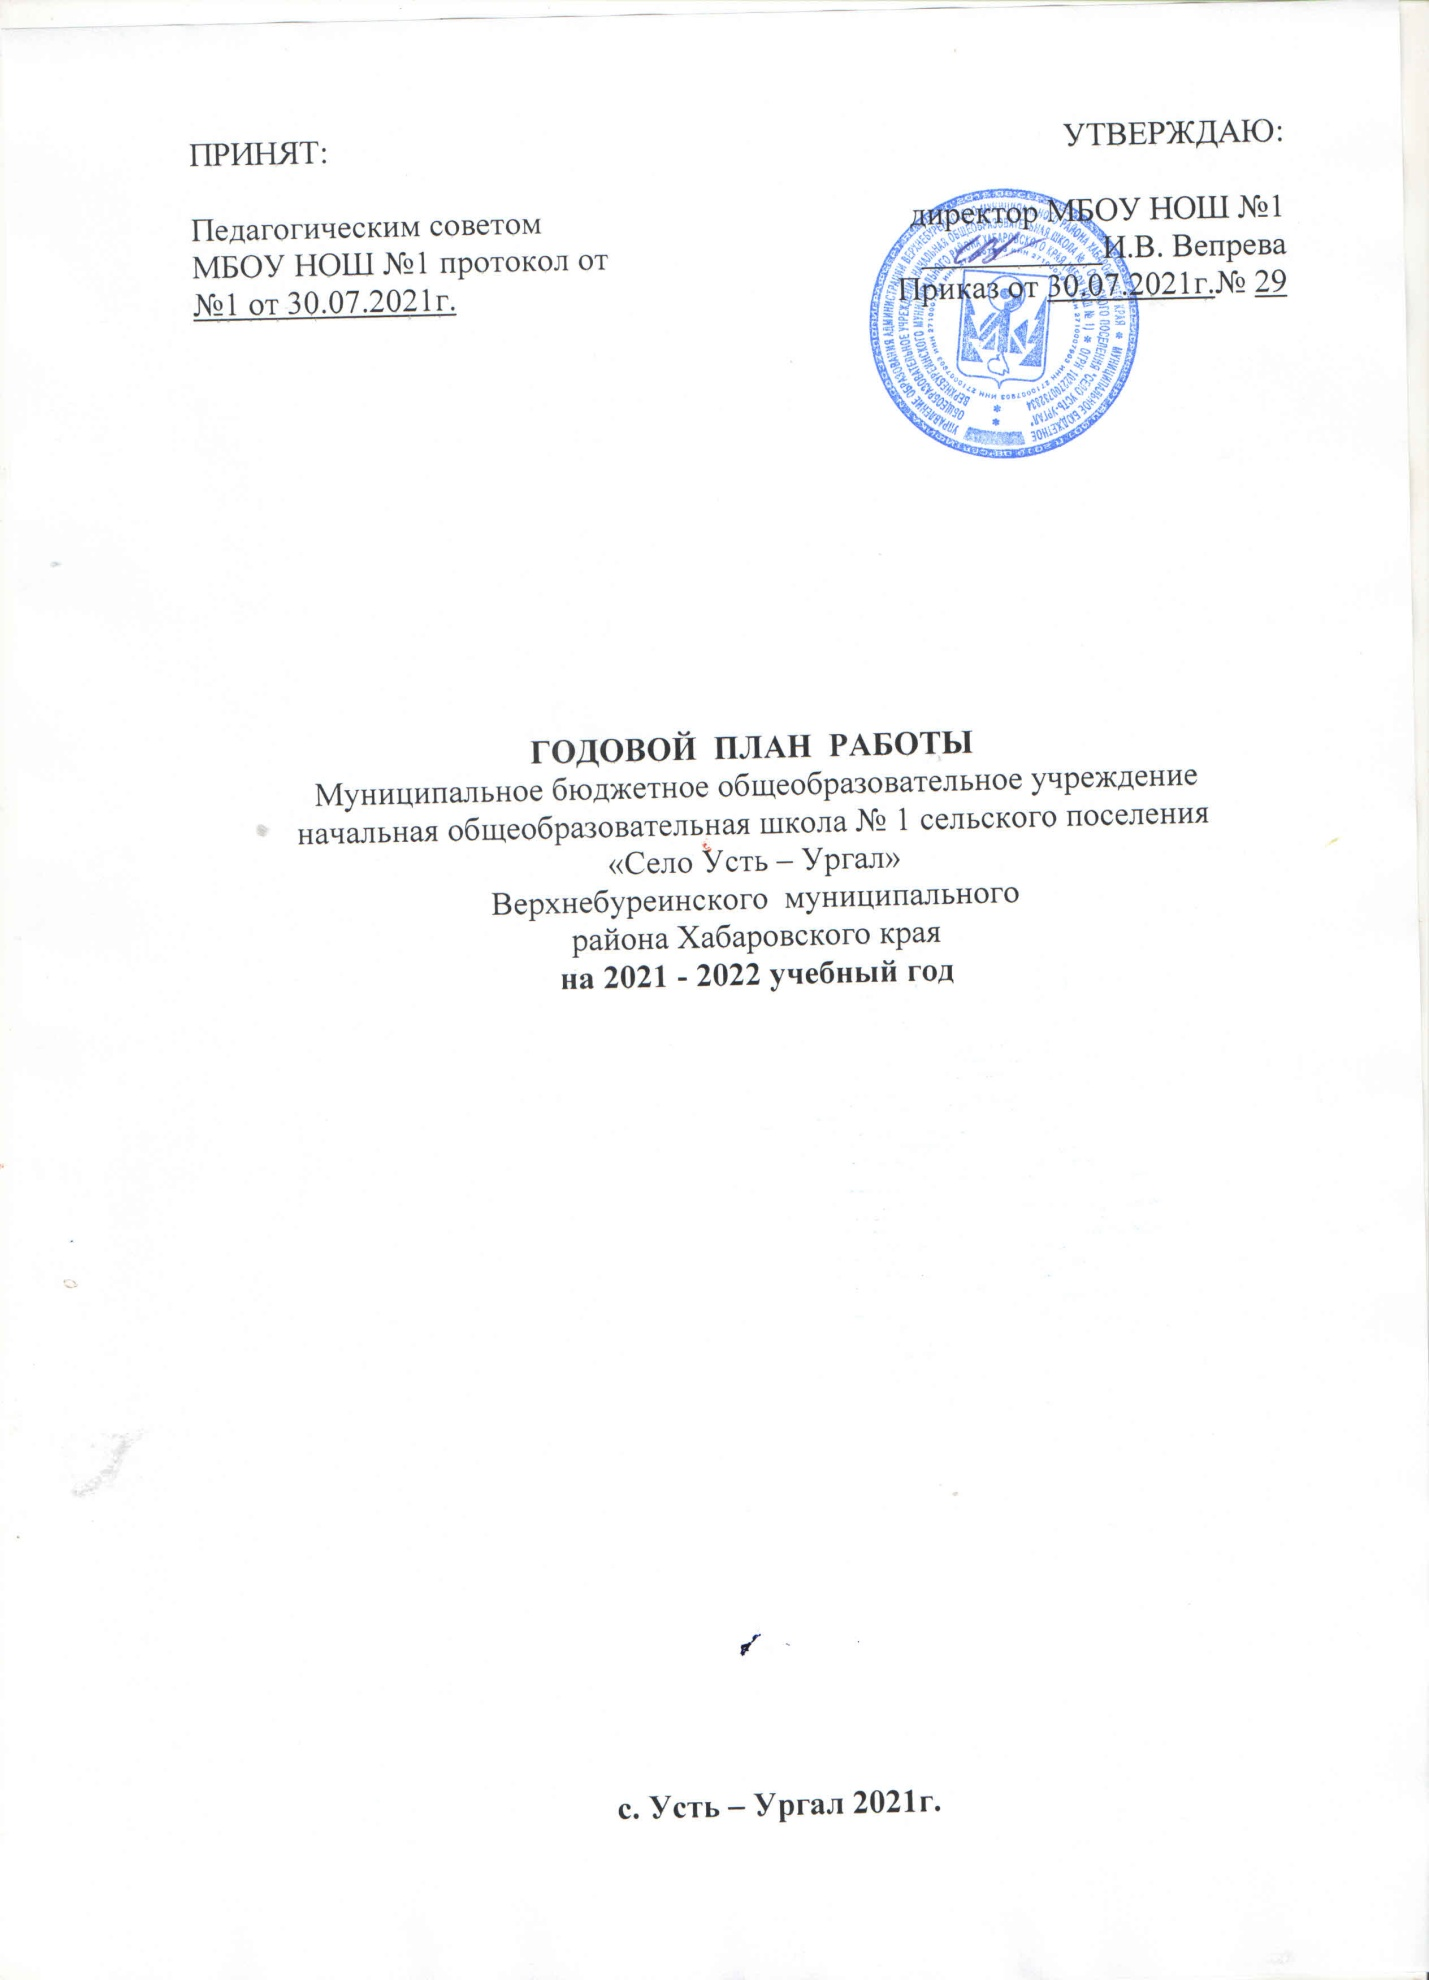 ПРИНЯТ:
Педагогическим советом
МБОУ НОШ №1 протокол от
№1 от 30.07.2021г.
УТВЕРЖДАЮ:
директор МБОУ НОШ №1
И.В. Вепрева
Приказ от 30.07.2021г.№ 29
ГОДОВОЙ ПЛАН РАБОТЫ
Муниципальное бюджетное общеобразовательное учреждение
начальная общеобразовательная школа № 1 сельского поселения
«Село Усть – Ургал»
Верхнебуреинского муниципального
района Хабаровского края
на 2021 - 2022 учебный год
с. Усть – Ургал 2021г.